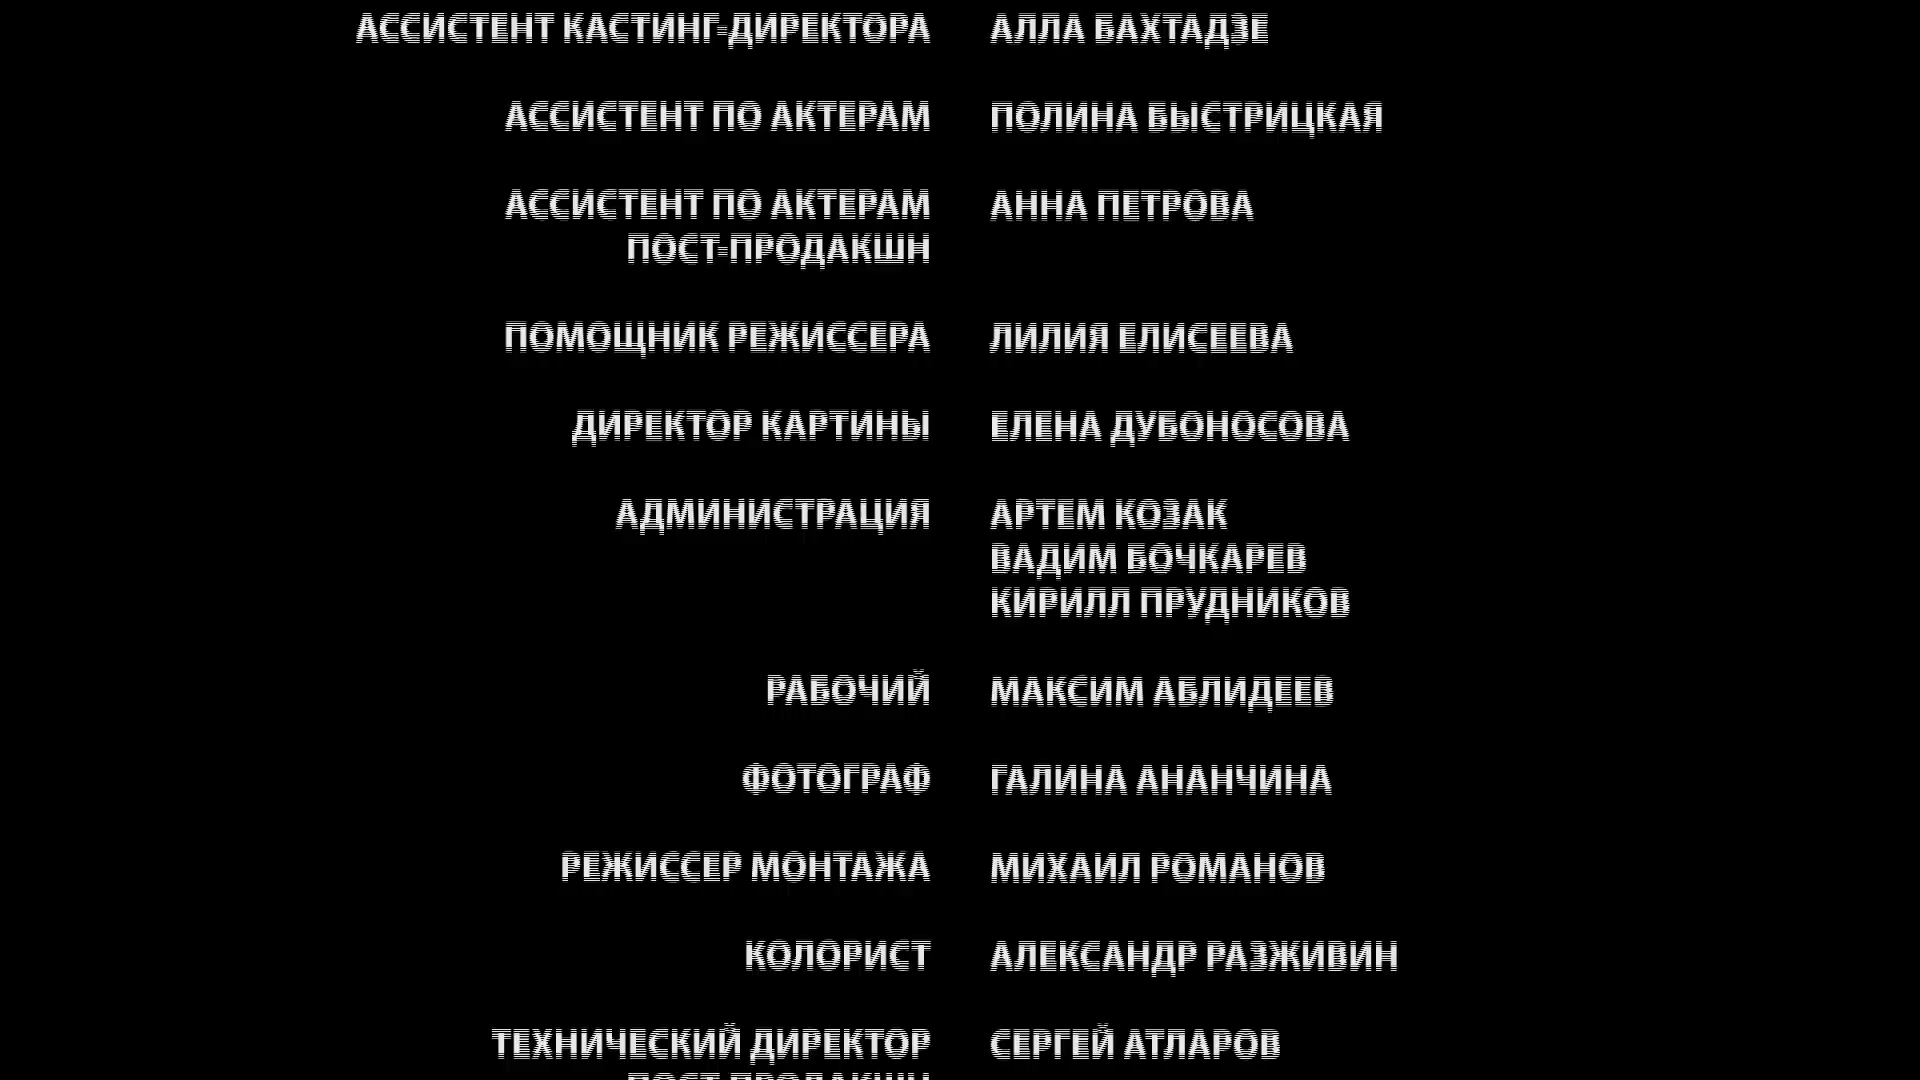 АССИСТЕНТ КАСТИНГ-ДИРЕКТОРА АЛЛА БАХТАДЗЕ
АССИСТЕНТ ПО АКТЕРАМ ПОЛИНА БЫСТРИЦКАЯ
АССИСТЕНТ ПО АКТЕРАМ АННА ПЕТРОВА
ПОСТ-ПРОДАКШН
ПОМОЩНИК РЕЖИССЕРА ЛИЛИЯ ЕЛИСЕЕВА
ДИРЕКТОР КАРТИНЫ ЕЛЕНА ДУБОНОСОВА
АДМИНИСТРАЦИЯ АРТЕМ КОЗАК
ВАДИМ БОЧКАРЕВ
КИРИЛЛ ПРУДНИКОВ
РАБОЧИЙ МАКСИМ АБЛИДЕЕВ
ФОТОГРАФ ГАЛИНА АНАНЧИНА
РЕЖИССЕР МОНТАЖА МИХАИЛ РОМАНОВ
КОЛОРИСТ АЛЕКСАНДР РАЗЖИВИН
ТЕХНИЧЕСКИЙ ДИРЕКТОР СЕРГЕЙ АТЛАРОВ
ПОСТ-ПРОДАКШН